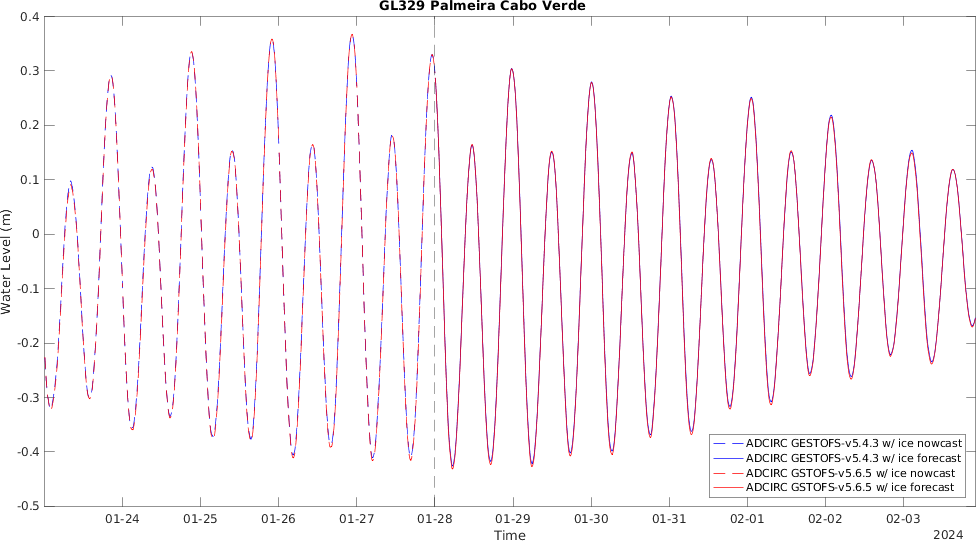 GL329 Palmeira Cabo Verde
0.4
0.3
0.2
0.1
0
-0.1
-0.2
-0.3
-0.4
-0.5
Water Level (m)
ADCIRC GESTOFS-v5.4.3 w/ ice nowcast
ADCIRC GESTOFS-v5.4.3 w/ ice forecast
ADCIRC GSTOFS-v5.6.5 w/ ice nowcast
ADCIRC GSTOFS-v5.6.5 w/ ice forecast
01-24 01-25 01-26 01-27 01-28 01-29 01-30 01-31 02-01 02-02 02-03
Time
2024